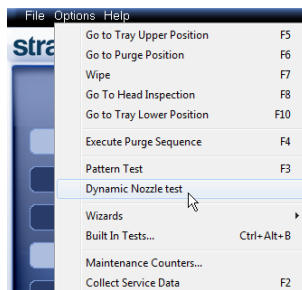 File Options Help
stra
Go to Tray Upper Position F5
Go to Purge Position F6
Wipe F7
Go To Head Inspection F8
Go to Tray Lower Position F10
Execute Purge Sequence F4
Pattern Test F3
Dynamic Nozzle test
Wizards
Built In Tests... Ctrl+Alt+B
Maintenance Counters...
Collect Service Data F2